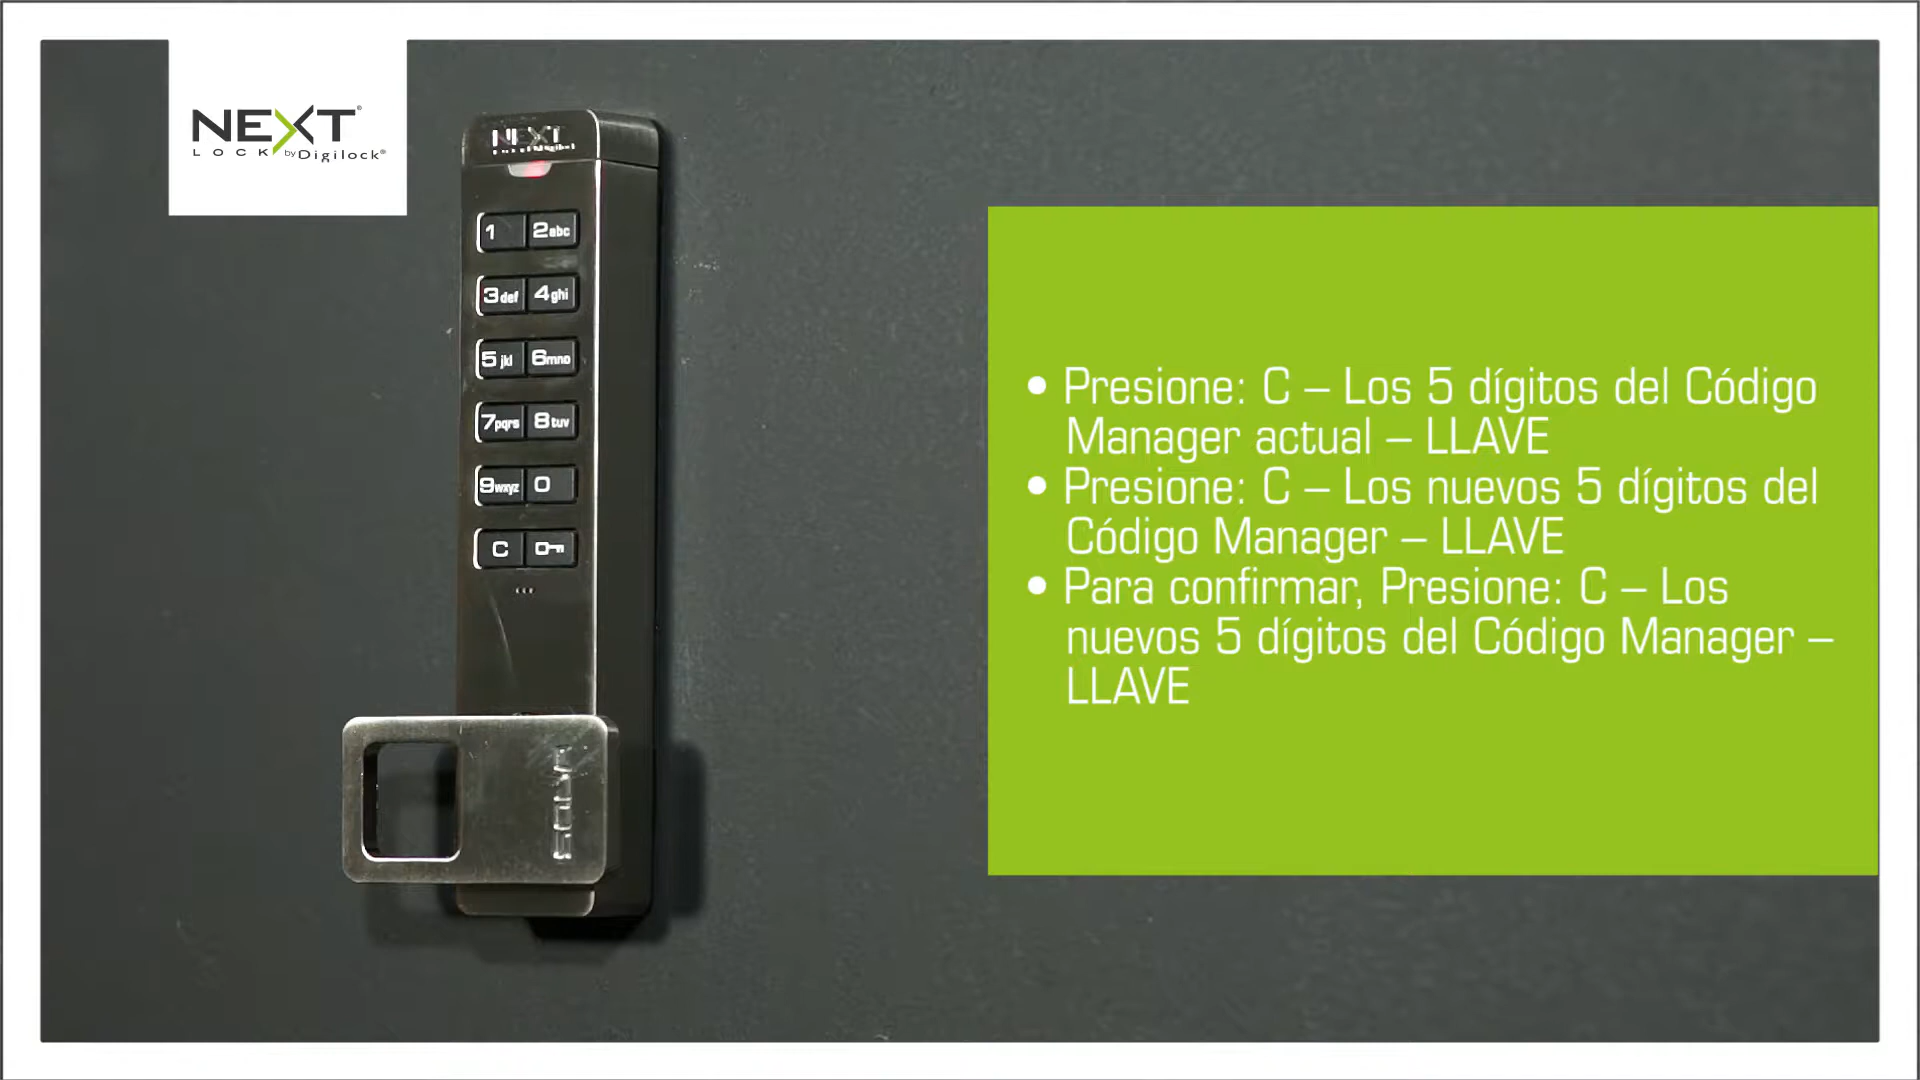 NEXT
LOCK by Digilock®
NEXT
1 2abc
3def 4ghi
5jkl 6mno
7pqrs 8tuv
9wxyz 0
C
• Presione: C – Los 5 dígitos del Código
Manager actual – LLAVE
• Presione: C – Los nuevos 5 dígitos del
Código Manager – LLAVE
• Para confirmar, Presione: C – Los
nuevos 5 dígitos del Código Manager –
LLAVE